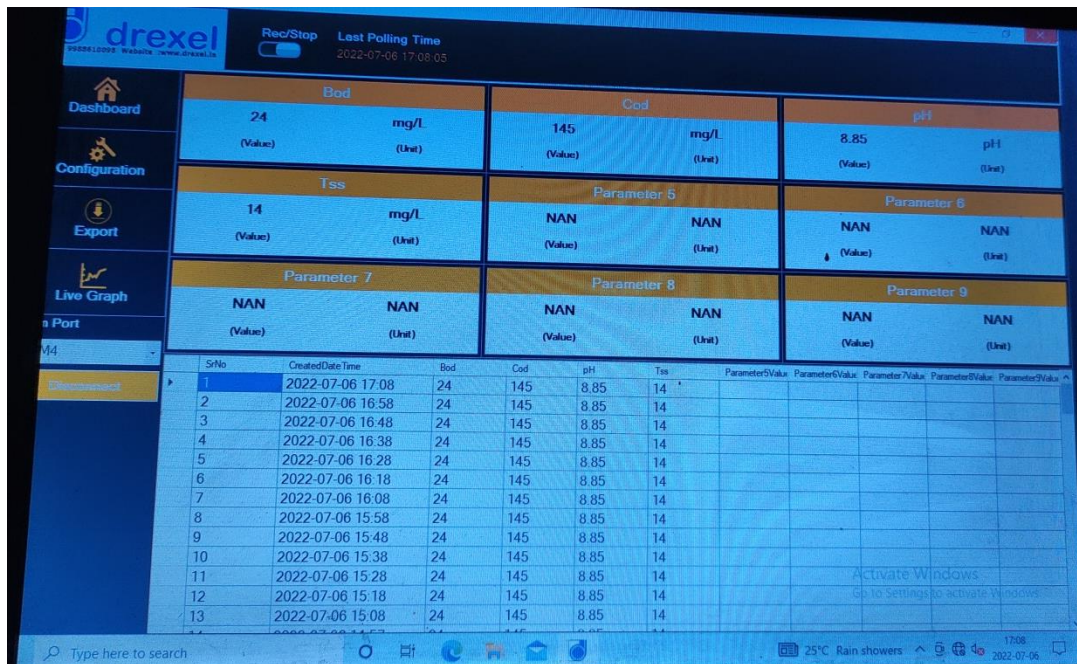 drexel
Rec/Stop
Last Polling Time
2022-07-06 17:08:05
Dashboard
Configuration
Export
Live Graph
n Port
M4
Disconnect
Bod
24 mg/L
(Value) (Unit)
Cod
145 mg/L
(Value) (Unit)
pH
8.85 pH
(Value) (Unit)
Tss
14 mg/L
(Value) (Unit)
Parameter 5
NAN NAN
(Value) (Unit)
Parameter 6
NAN NAN
(Value) (Unit)
Parameter 7
NAN NAN
(Value) (Unit)
Parameter 8
NAN NAN
(Value) (Unit)
Parameter 9
NAN NAN
(Value) (Unit)
SrNo CreatedDateTime Bod Cod pH Tss Parameter5Value Parameter6Value Parameter7Value Parameter8Value Parameter9Value
1 2022-07-06 17:08 24 145 8.85 14
2 2022-07-06 16:58 24 145 8.85 14
3 2022-07-06 16:48 24 145 8.85 14
4 2022-07-06 16:38 24 145 8.85 14
5 2022-07-06 16:28 24 145 8.85 14
6 2022-07-06 16:18 24 145 8.85 14
7 2022-07-06 16:08 24 145 8.85 14
8 2022-07-06 15:58 24 145 8.85 14
9 2022-07-06 15:48 24 145 8.85 14
10 2022-07-06 15:38 24 145 8.85 14
11 2022-07-06 15:28 24 145 8.85 14
12 2022-07-06 15:18 24 145 8.85 14
13 2022-07-06 15:08 24 145 8.85 14
Activate Windows
Go to Settings to activate Windows.
Type here to search
25°C Rain showers
17:08
2022-07-06